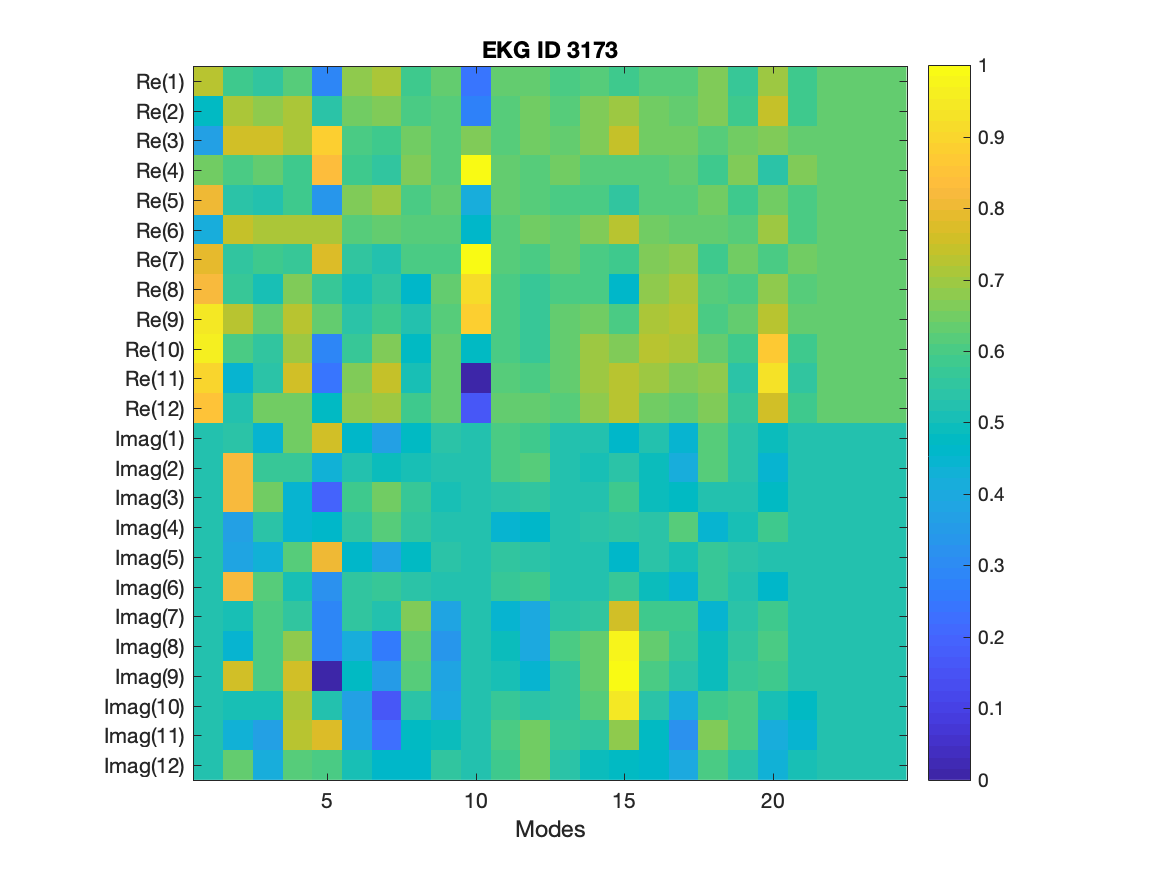 EKG ID 3173
Re(1)
Re(2)
Re(3)
Re(4)
Re(5)
Re(6)
Re(7)
Re(8)
Re(9)
Re(10)
Re(11)
Re(12)
Imag(1)
Imag(2)
Imag(3)
Imag(4)
Imag(5)
Imag(6)
Imag(7)
Imag(8)
Imag(9)
Imag(10)
Imag(11)
Imag(12)
5 10 15 20
Modes
1
0.9
0.8
0.7
0.6
0.5
0.4
0.3
0.2
0.1
0